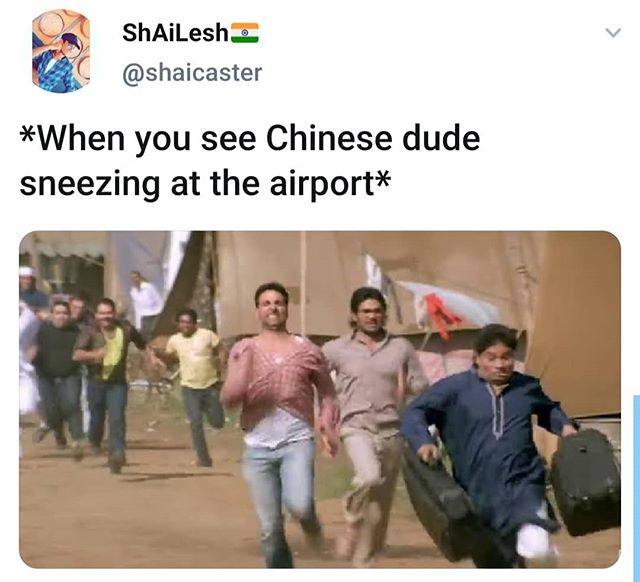 ShAiLesh🇮🇳
@shaicaster
*When you see Chinese dude
sneezing at the airport*